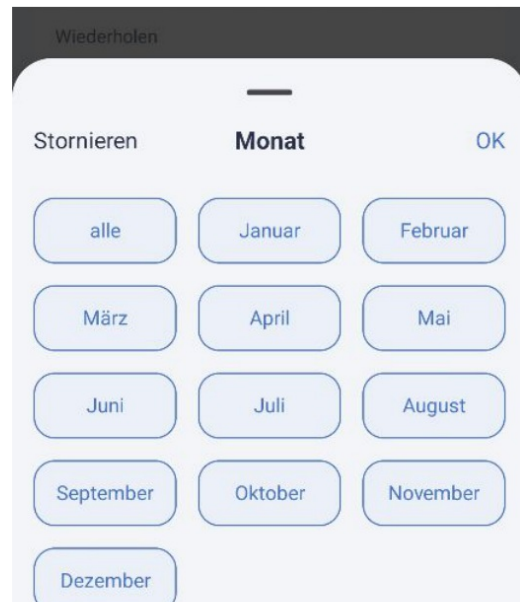 Wiederholen
Stornieren Monat OK
alle Januar Februar
März April Mai
Juni Juli August
September Oktober November
Dezember